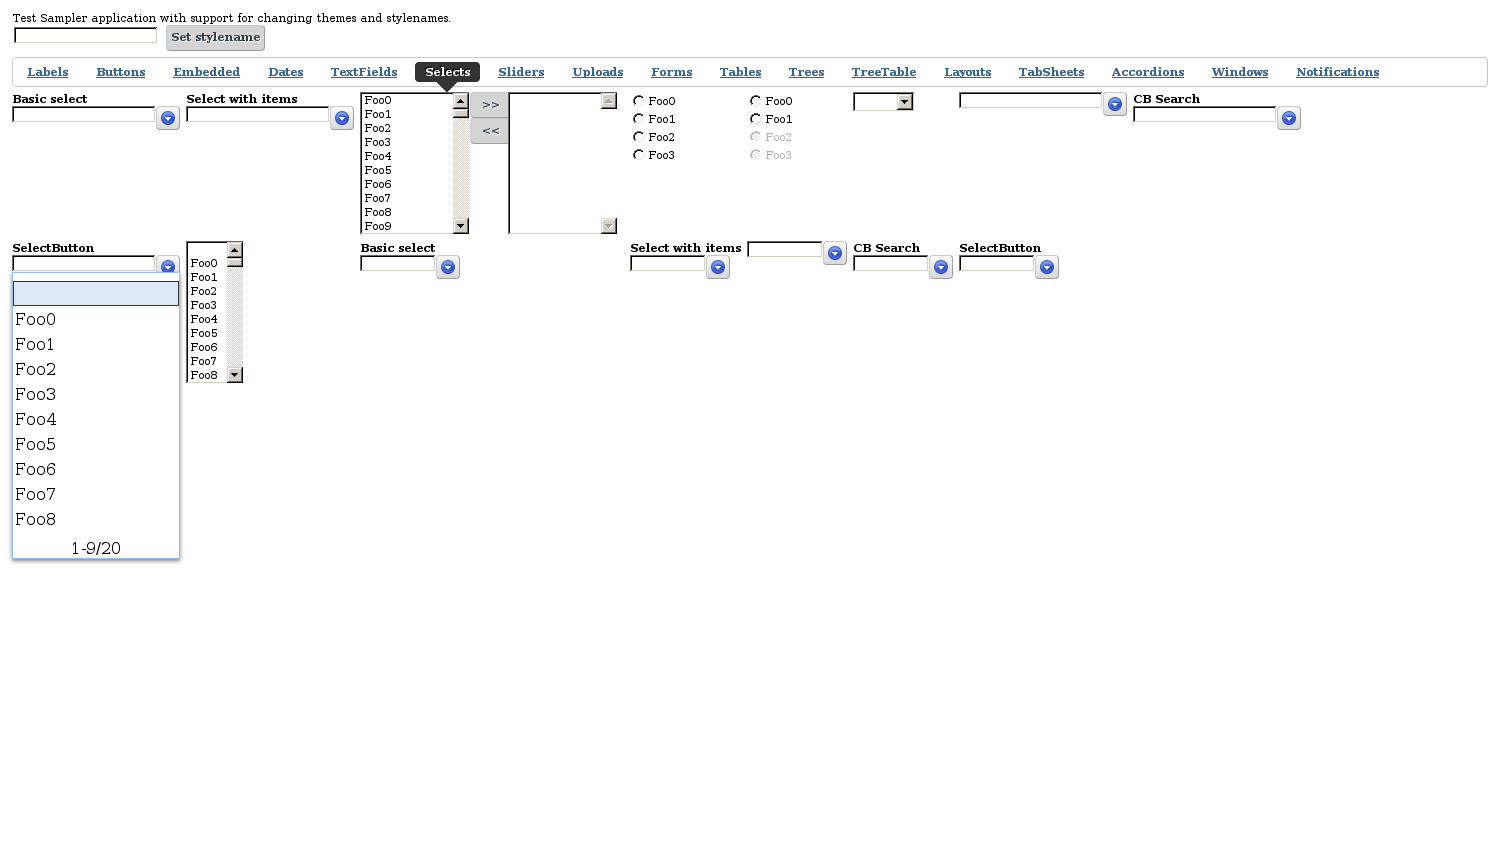 Test Sampler application with support for changing themes and stylenames.
Set stylename
Labels Buttons Embedded Dates TextFields Selects Sliders Uploads Forms Tables Trees TreeTable Layouts TabSheets Accordions Windows Notifications
Basic select
Select with items
Foo0
Foo1
Foo2
Foo3
Foo4
Foo5
Foo6
Foo7
Foo8
Foo9
>>
<<
Foo0
Foo1
Foo2
Foo3
Foo0
Foo1
Foo2
Foo3
CB Search
SelectButton
Foo0
Foo1
Foo2
Foo3
Foo4
Foo5
Foo6
Foo7
Foo8
1-9/20
Foo0
Foo1
Foo2
Foo3
Foo4
Foo5
Foo6
Foo7
Foo8
Basic select
Select with items
CB Search
SelectButton